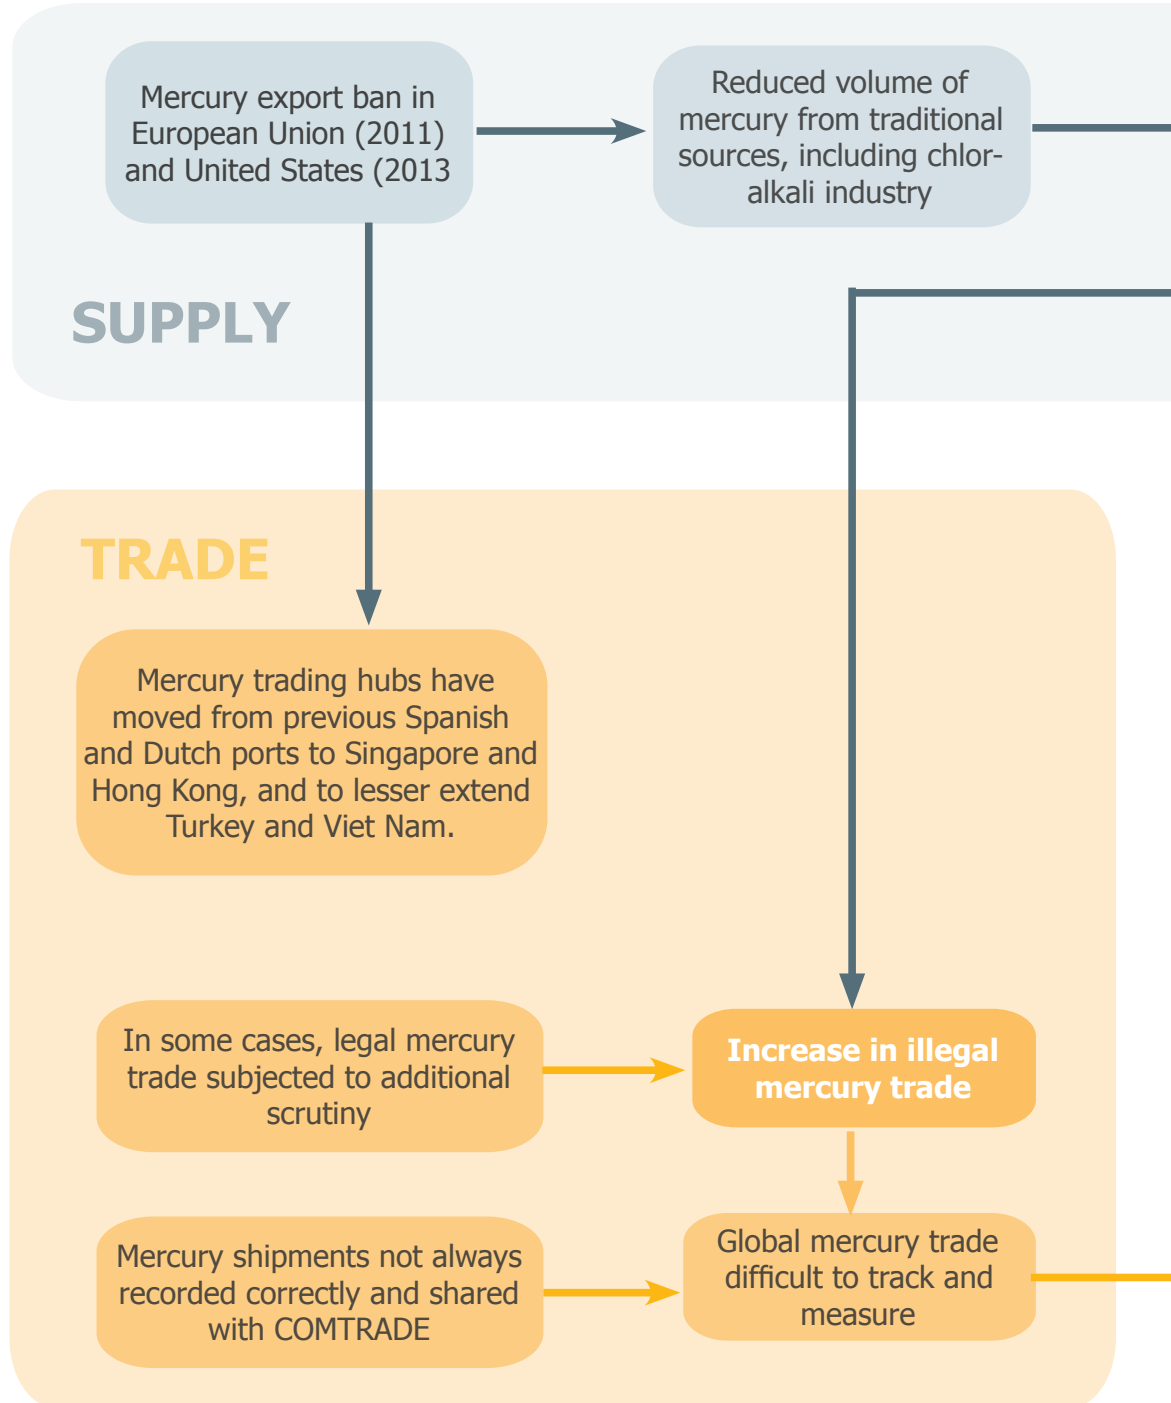 Mercury export ban in
European Union (2011)
and United States (2013
Reduced volume of
mercury from traditional
sources, including chlor-
alkali industry
SUPPLY
TRADE
Mercury trading hubs have
moved from previous Spanish
and Dutch ports to Singapore and
Hong Kong, and to lesser extend
Turkey and Viet Nam.
In some cases, legal mercury
trade subjected to additional
scrutiny
Increase in illegal
mercury trade
Mercury shipments not always
recorded correctly and shared
with COMTRADE
Global mercury trade
difficult to track and
measure